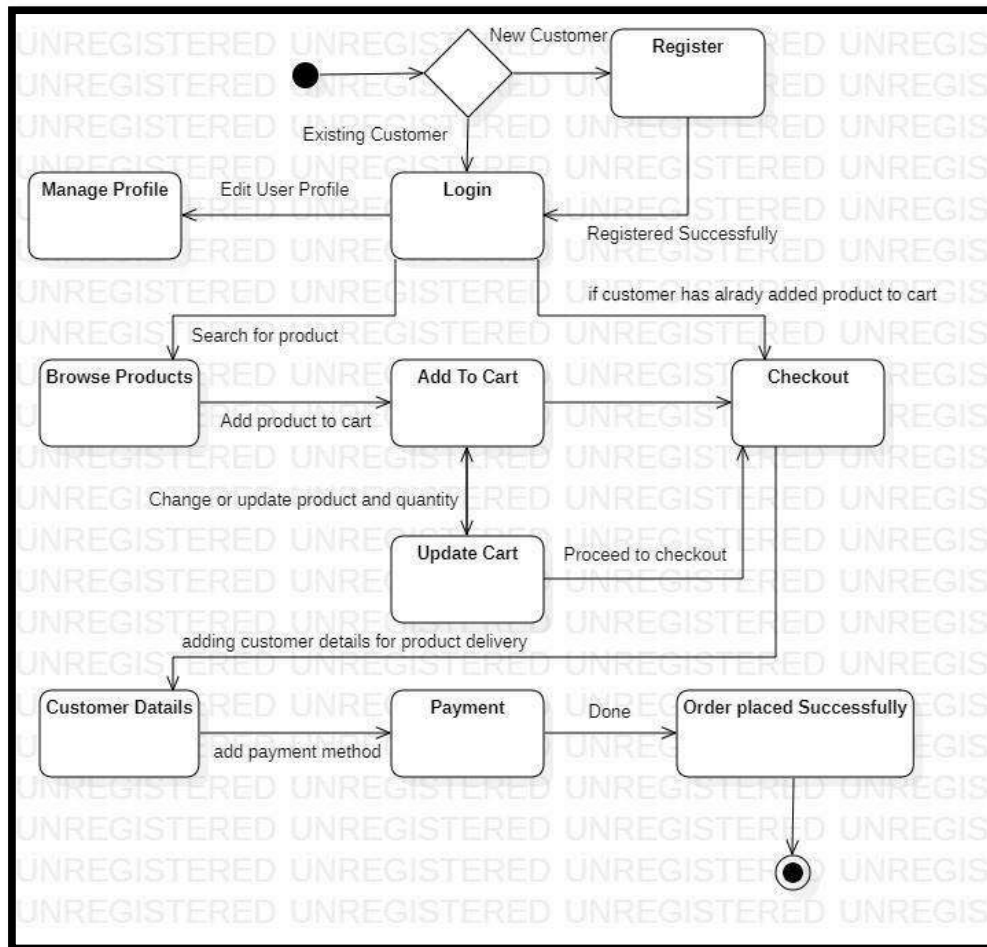 New Customer
Register
Existing Customer
Manage Profile
Edit User Profile
Login
Registered Successfully
if customer has alrady added product to cart
Search for product
Browse Products
Add To Cart
Checkout
Add product to cart
Change or update product and quantity
Update Cart
Proceed to checkout
adding customer details for product delivery
Customer Datails
Payment
Done
Order placed Successfully
add payment method
UNREGISTERED